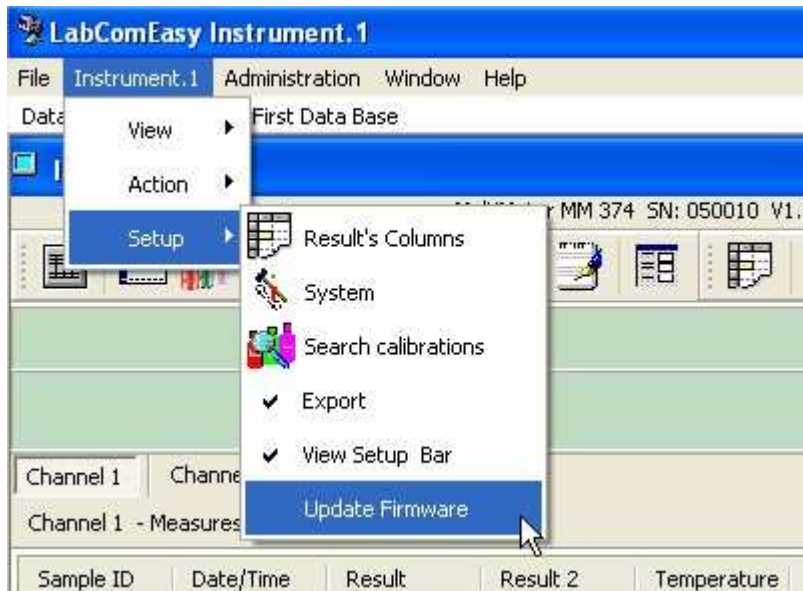 LabComEasy Instrument.1
File Instrument.1 Administration Window Help
Data First Data Base
View
Action
MM 374 SN: 050010 V1.
Setup
Result's Columns
System
Search calibrations
Export
View Setup Bar
Channel 1
Channel 1 - Measures
Update Firmware
Sample ID Date/Time Result Result 2 Temperature